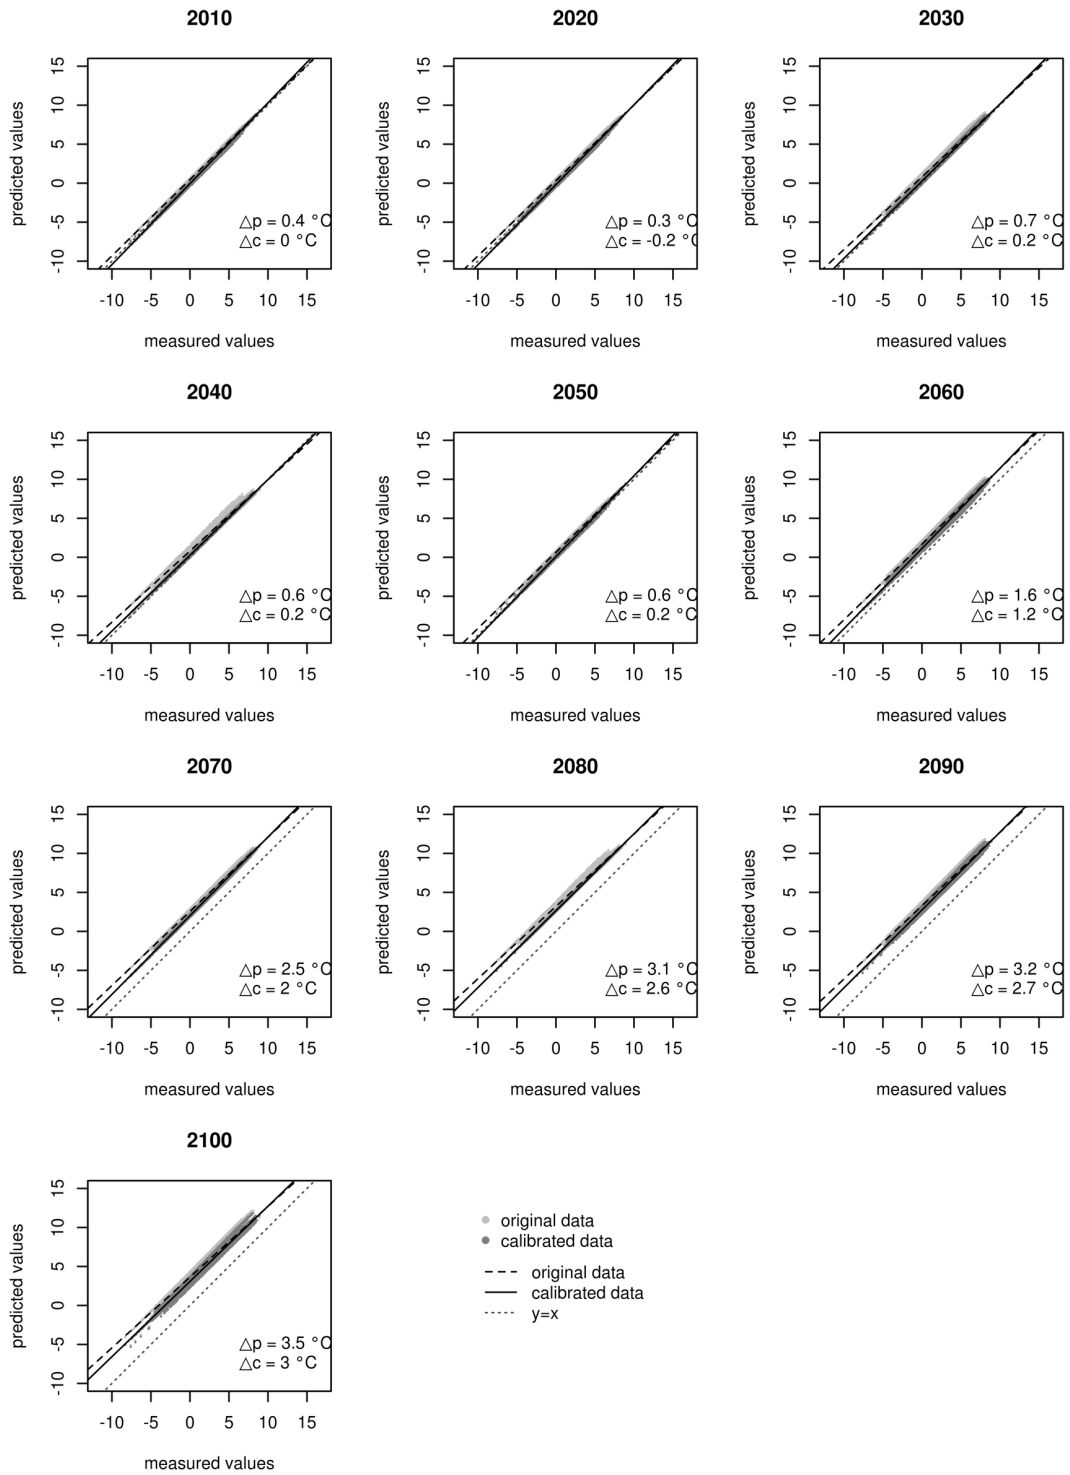 2010
predicted values
15
10
5
0
-5
-10
△p = 0.4 °C
△c = 0 °C
-10 -5 0 5 10 15
measured values
2020
predicted values
15
10
5
0
-5
-10
△p = 0.3 °C
△c = -0.2 °C
-10 -5 0 5 10 15
measured values
2030
predicted values
15
10
5
0
-5
-10
△p = 0.7 °C
△c = 0.2 °C
-10 -5 0 5 10 15
measured values
2040
predicted values
15
10
5
0
-5
-10
△p = 0.6 °C
△c = 0.2 °C
-10 -5 0 5 10 15
measured values
2050
predicted values
15
10
5
0
-5
-10
△p = 0.6 °C
△c = 0.2 °C
-10 -5 0 5 10 15
measured values
2060
predicted values
15
10
5
0
-5
-10
△p = 1.6 °C
△c = 1.2 °C
-10 -5 0 5 10 15
measured values
2070
predicted values
15
10
5
0
-5
-10
△p = 2.5 °C
△c = 2 °C
-10 -5 0 5 10 15
measured values
2080
predicted values
15
10
5
0
-5
-10
△p = 3.1 °C
△c = 2.6 °C
-10 -5 0 5 10 15
measured values
2090
predicted values
15
10
5
0
-5
-10
△p = 3.2 °C
△c = 2.7 °C
-10 -5 0 5 10 15
measured values
2100
predicted values
15
10
5
0
-5
-10
△p = 3.5 °C
△c = 3 °C
-10 -5 0 5 10 15
measured values
original data
calibrated data
original data
calibrated data
y=x